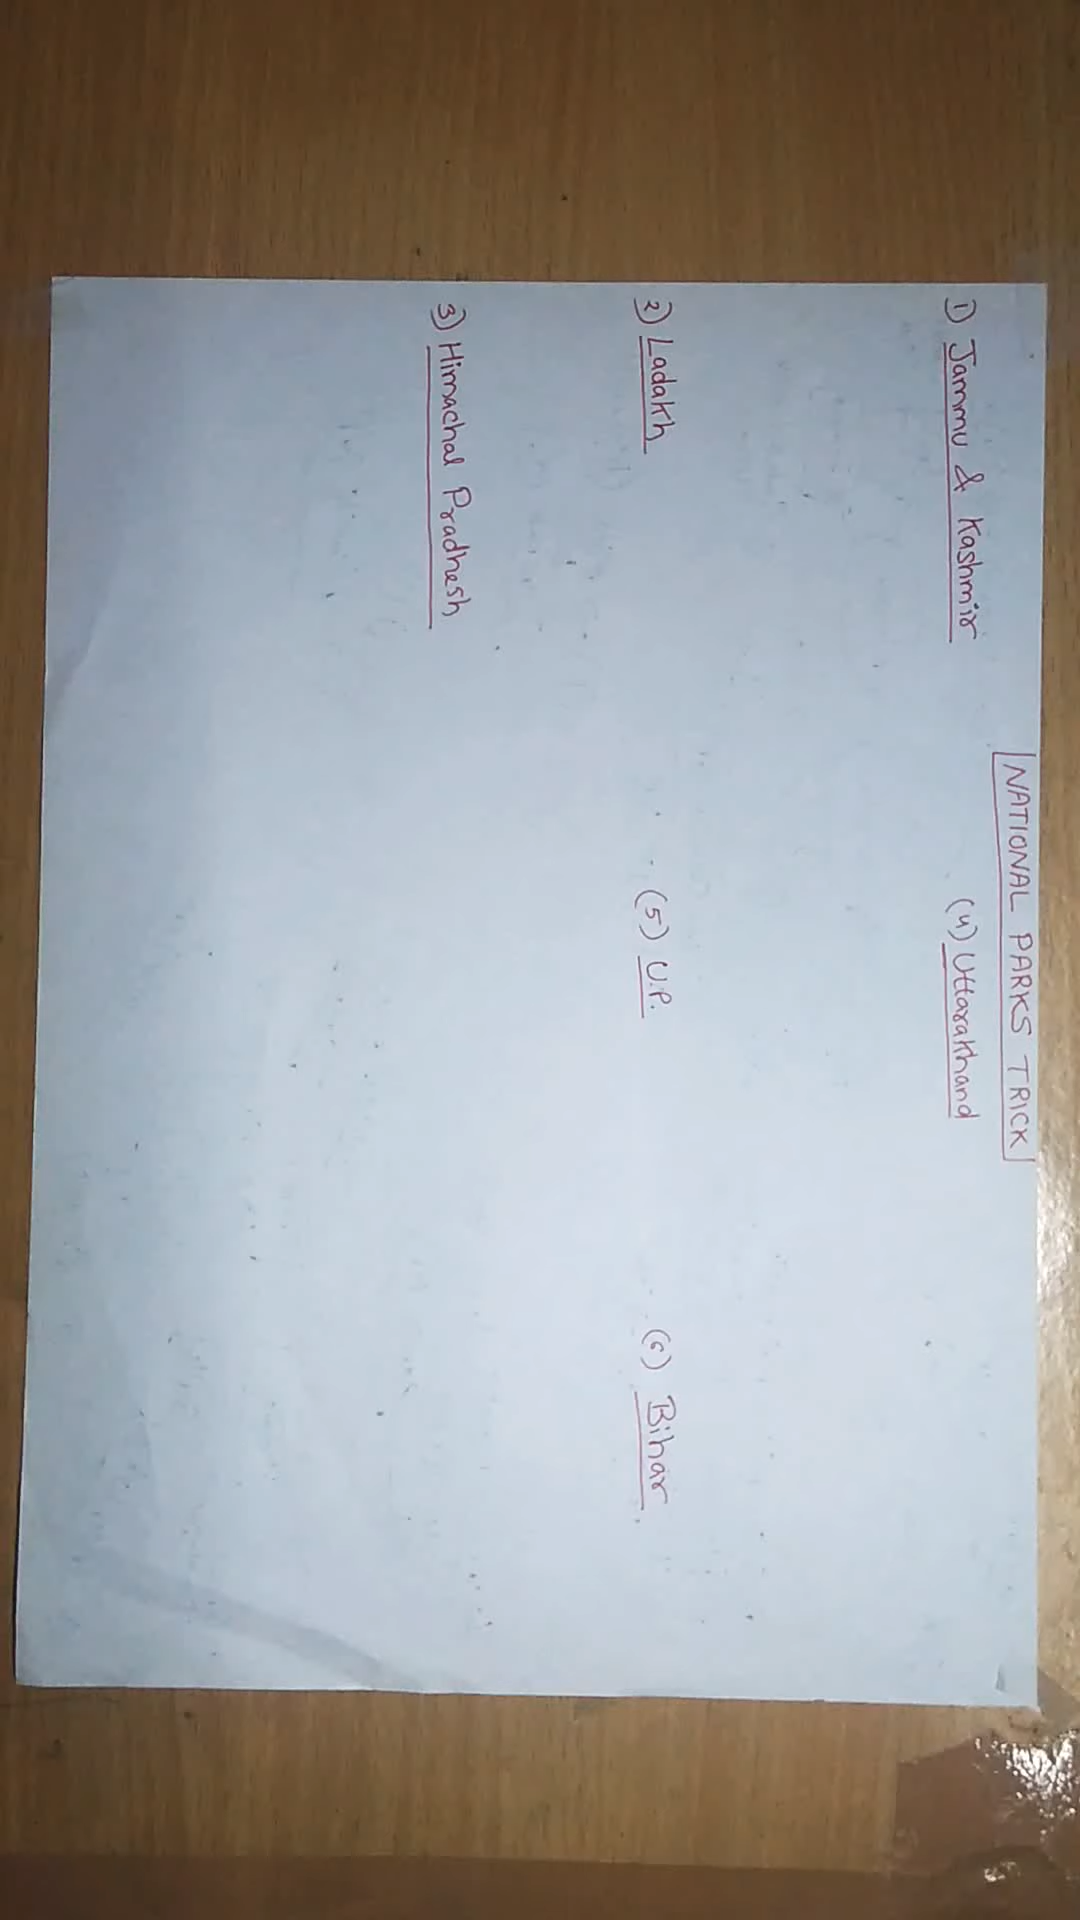 NATIONAL PARKS TRICK
1) Jammu & Kashmir
2) Ladakh
3) Himachal Pradhesh
(4) Uttarakhand
(5) U.P.
(6) Bihar